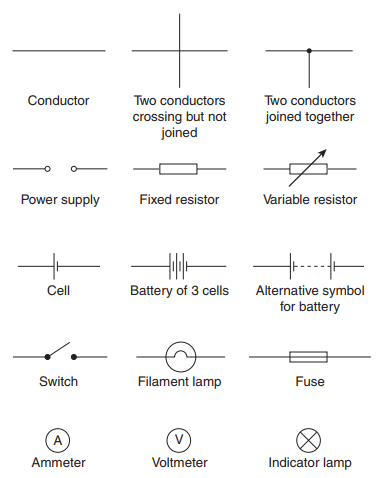 Conductor
Two conductors
crossing but not
joined
Two conductors
joined together
Power supply
Fixed resistor
Variable resistor
Cell
Battery of 3 cells
Alternative symbol
for battery
Switch
Filament lamp
Fuse
A
Ammeter
V
Voltmeter
Indicator lamp